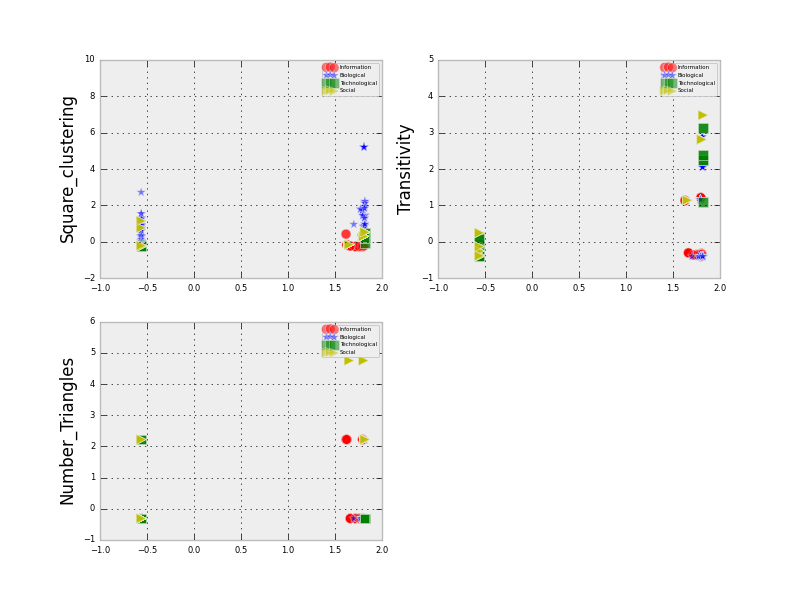 Square_clustering
10
8
6
4
2
0
−2
−1.0 −0.5 0.0 0.5 1.0 1.5 2.0
Information
Biological
Technological
Social
Transitivity
5
4
3
2
1
0
−1
−1.0 −0.5 0.0 0.5 1.0 1.5 2.0
Information
Biological
Technological
Social
Number_Triangles
6
5
4
3
2
1
0
−1
−1.0 −0.5 0.0 0.5 1.0 1.5 2.0
Information
Biological
Technological
Social